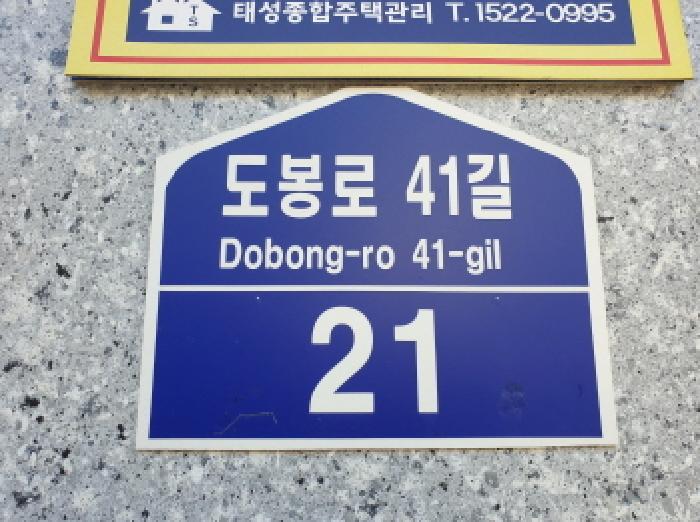 TS
태성종합주택관리 T.1522-0995
도봉로 41길
Dobong-ro 41-gil
21